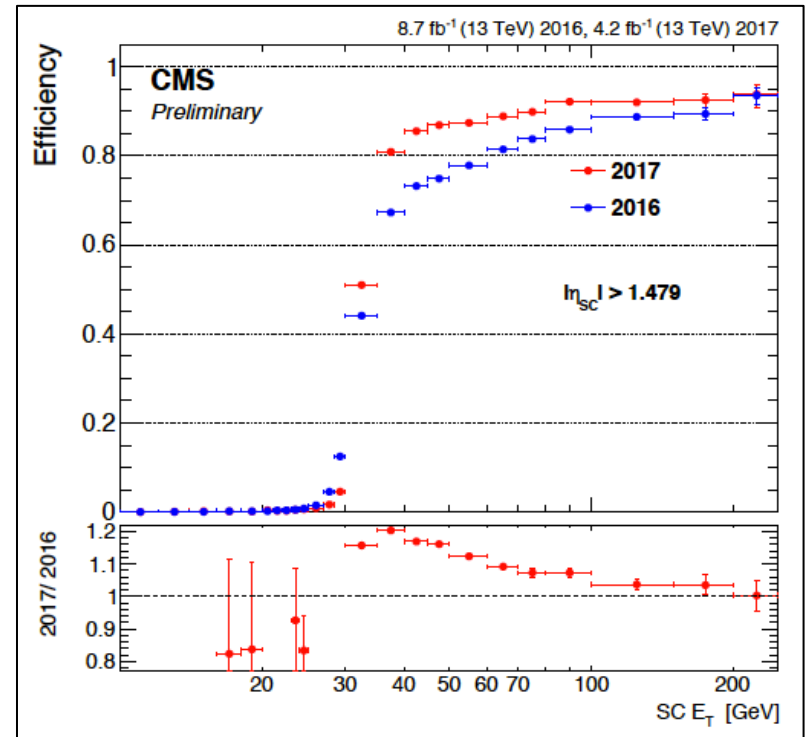 8.7 fb⁻¹ (13 TeV) 2016, 4.2 fb⁻¹ (13 TeV) 2017
Efficiency
1
CMS
Preliminary
0.8
2017
2016
0.6
|η_SC| > 1.479
0.4
0.2
0
2017/ 2016
1.2
1.1
1
0.9
0.8
20 30 40 50 60 70 100 200
SC E_T [GeV]